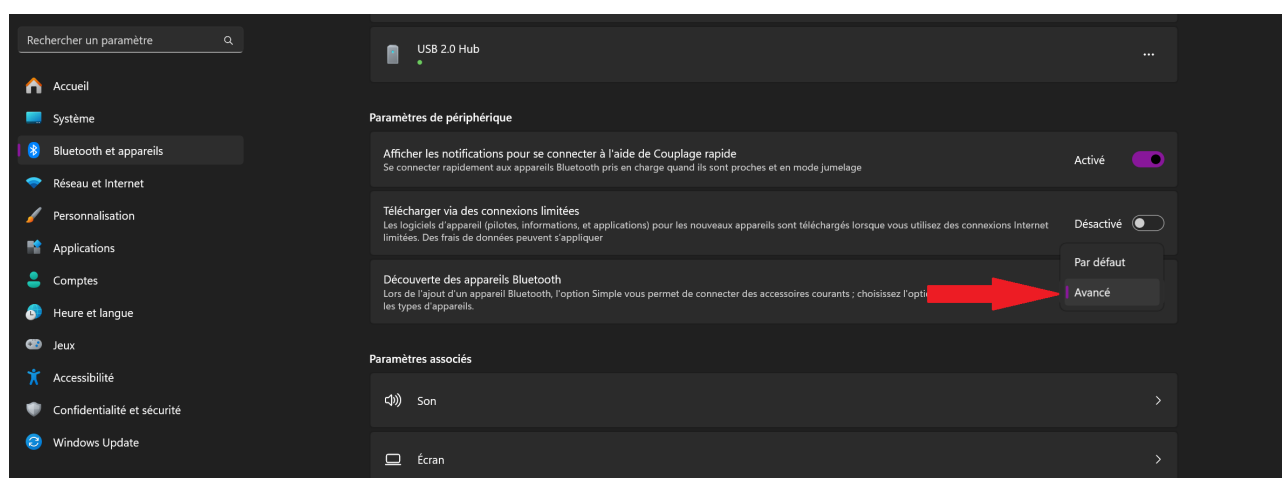 Rechercher un paramètre
Accueil
Système
Bluetooth et appareils
Réseau et Internet
Personnalisation
Applications
Comptes
Heure et langue
Jeux
Accessibilité
Confidentialité et sécurité
Windows Update
USB 2.0 Hub
Paramètres de périphérique
Afficher les notifications pour se connecter à l'aide de Couplage rapide
Se connecter rapidement aux appareils Bluetooth pris en charge quand ils sont proches et en mode jumelage
Activé
Télécharger via des connexions limitées
Les logiciels d'appareil (pilotes, informations, et applications) pour les nouveaux appareils sont téléchargés lorsque vous utilisez des connexions Internet
limitées. Des frais de données peuvent s'appliquer
Désactivé
Découverte des appareils Bluetooth
Lors de l'ajout d'un appareil Bluetooth, l'option Simple vous permet de connecter des accessoires courants ; choisissez
les types d'appareils.
Par défaut
Avancé
Paramètres associés
Son
Écran